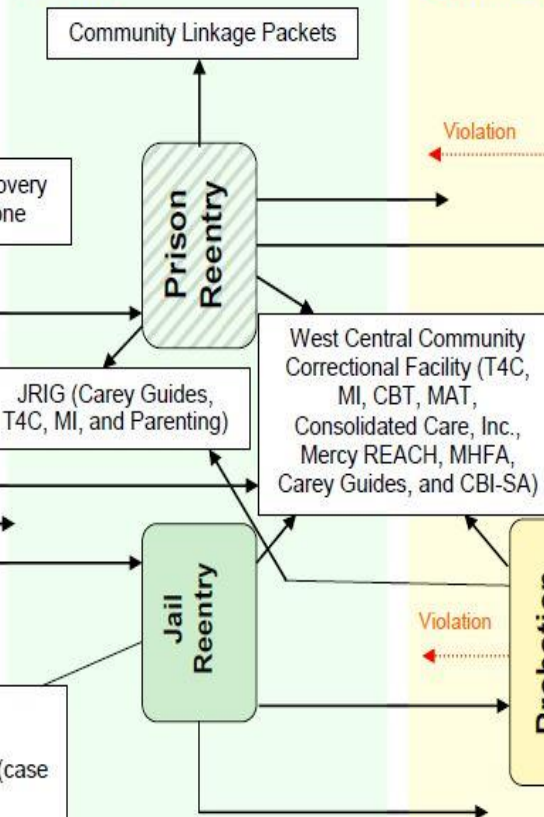 Community Linkage Packets
Violation
overy
one
Prison
Reentry
West Central Community
Correctional Facility (T4C,
MI, CBT, MAT,
Consolidated Care, Inc.,
Mercy REACH, MHFA,
Carey Guides, and CBI-SA)
JRIG (Carey Guides,
T4C, MI, and Parenting)
Jail
Reentry
Violation
Probation
(case